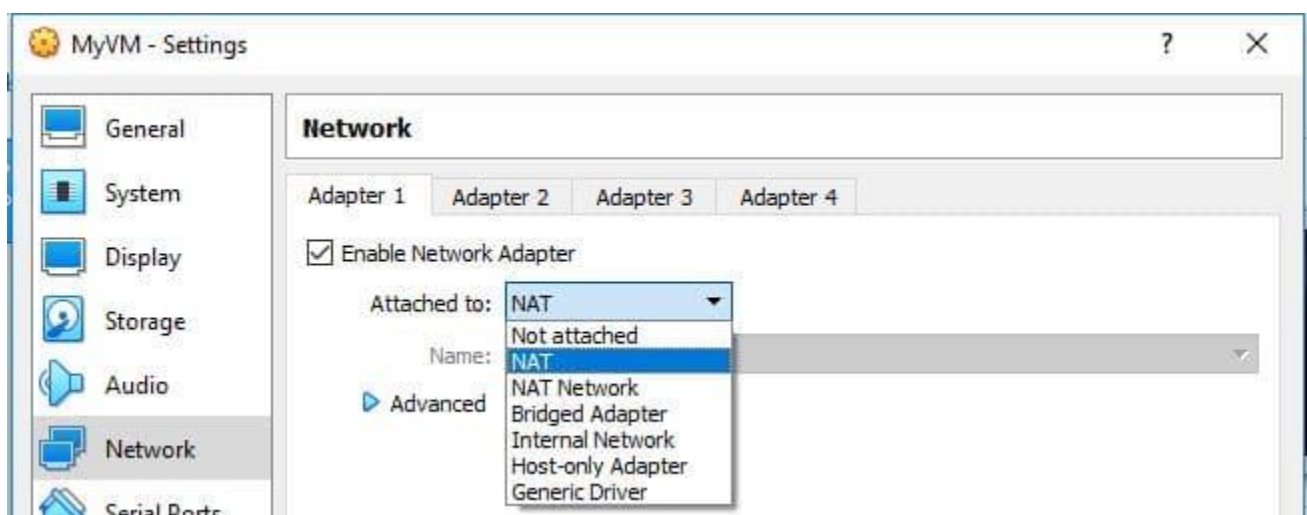 MyVM - Settings
?
General
System
Display
Storage
Audio
Network
Serial Ports
Network
Adapter 1 Adapter 2 Adapter 3 Adapter 4
Enable Network Adapter
Attached to: NAT
Not attached
NAT
NAT Network
Bridged Adapter
Internal Network
Host-only Adapter
Generic Driver
Name:
Advanced